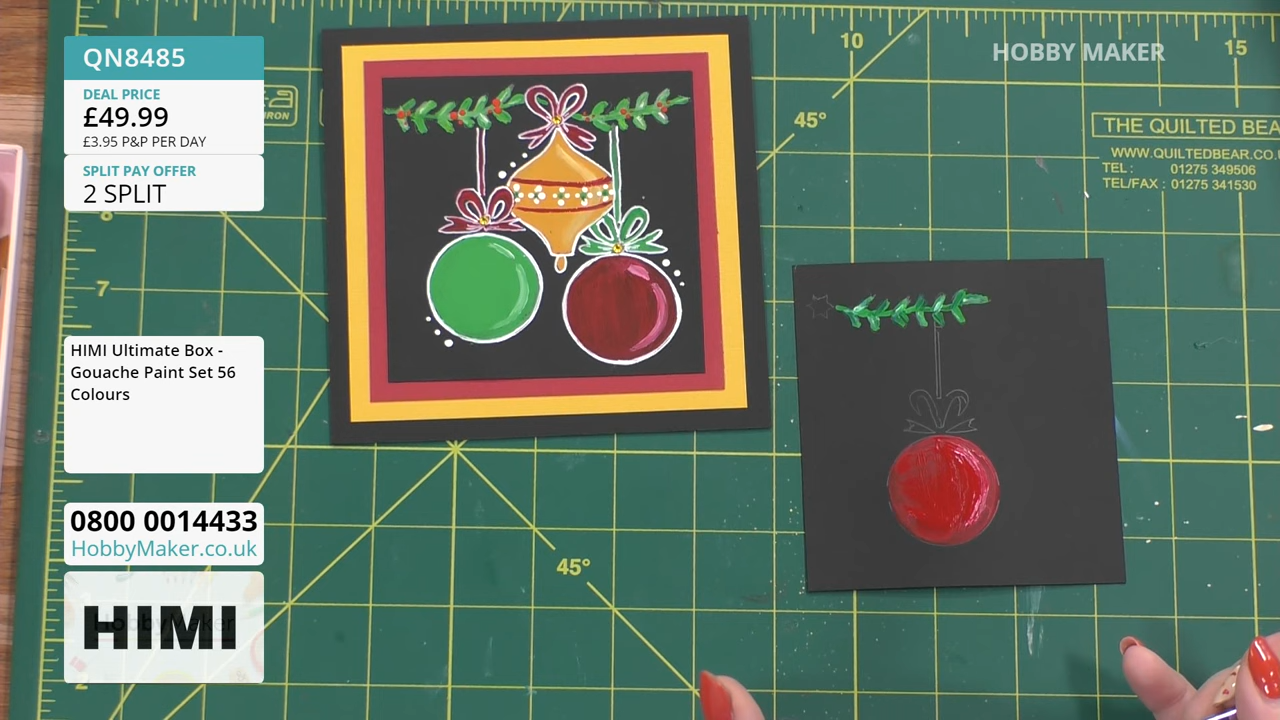 QN8485
DEAL PRICE
£49.99
£3.95 P&P PER DAY
SPLIT PAY OFFER
2 SPLIT
HIMI Ultimate Box -
Gouache Paint Set 56
Colours
0800 0014433
HobbyMaker.co.uk
HIMI
HOBBY MAKER
10
15
45°
THE QUILTED BEA
WWW.QUILTEDBEAR.CO.U
TEL : 01275 349506
TEL/FAX : 01275 341530
IRON
8
7
45°
2